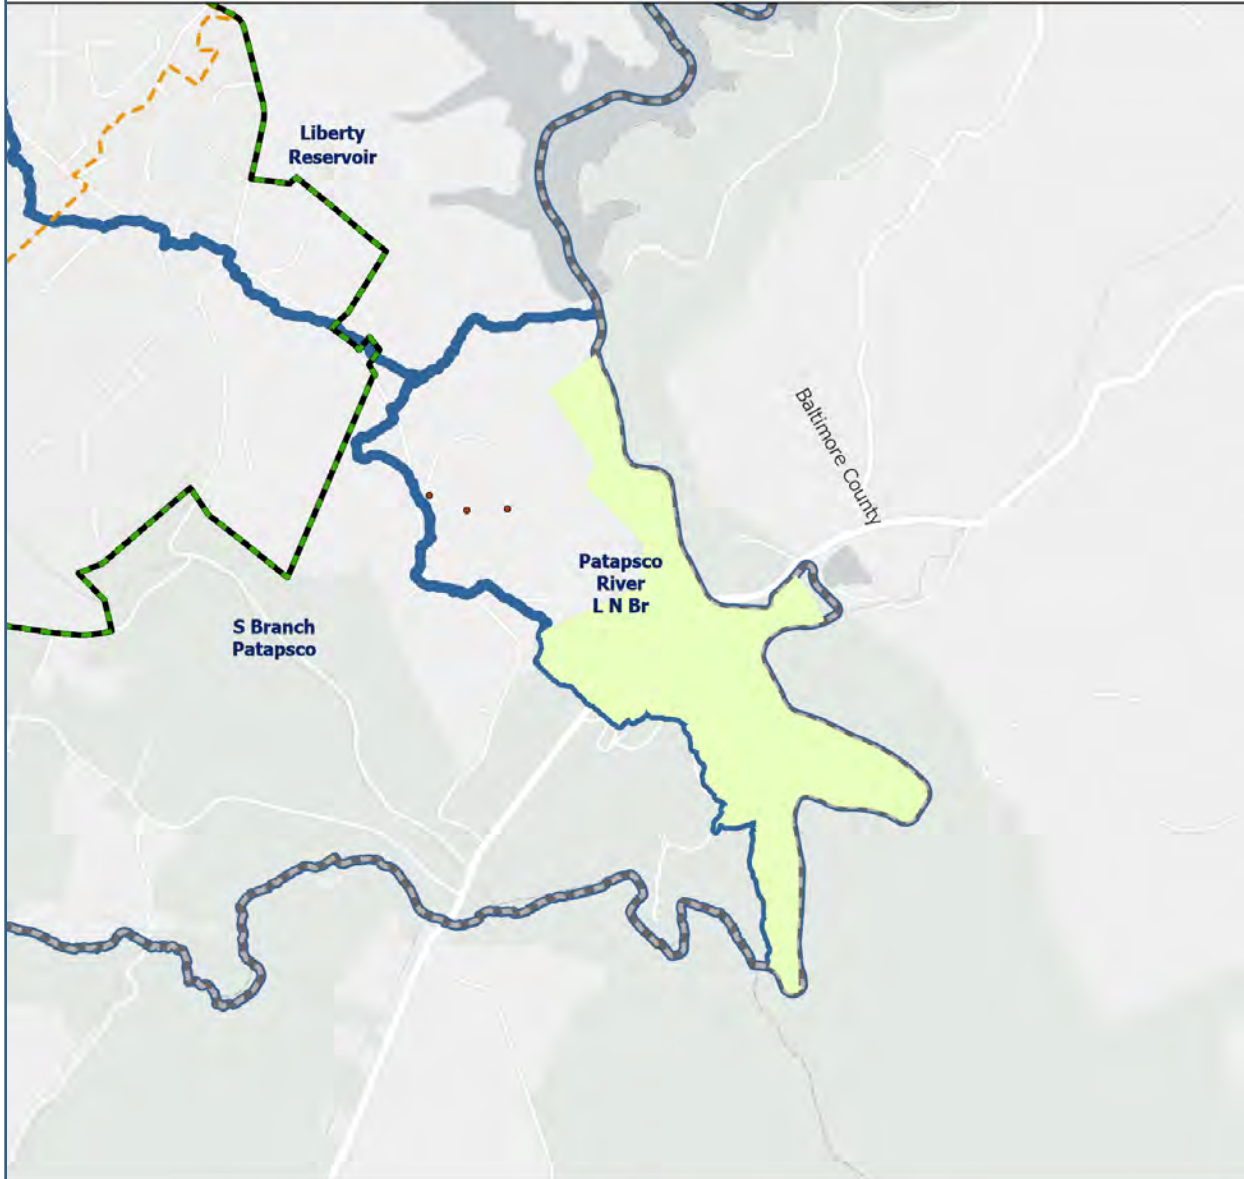 Liberty
Reservoir
Baltimore County
Patapsco
River
L N Br
S Branch
Patapsco